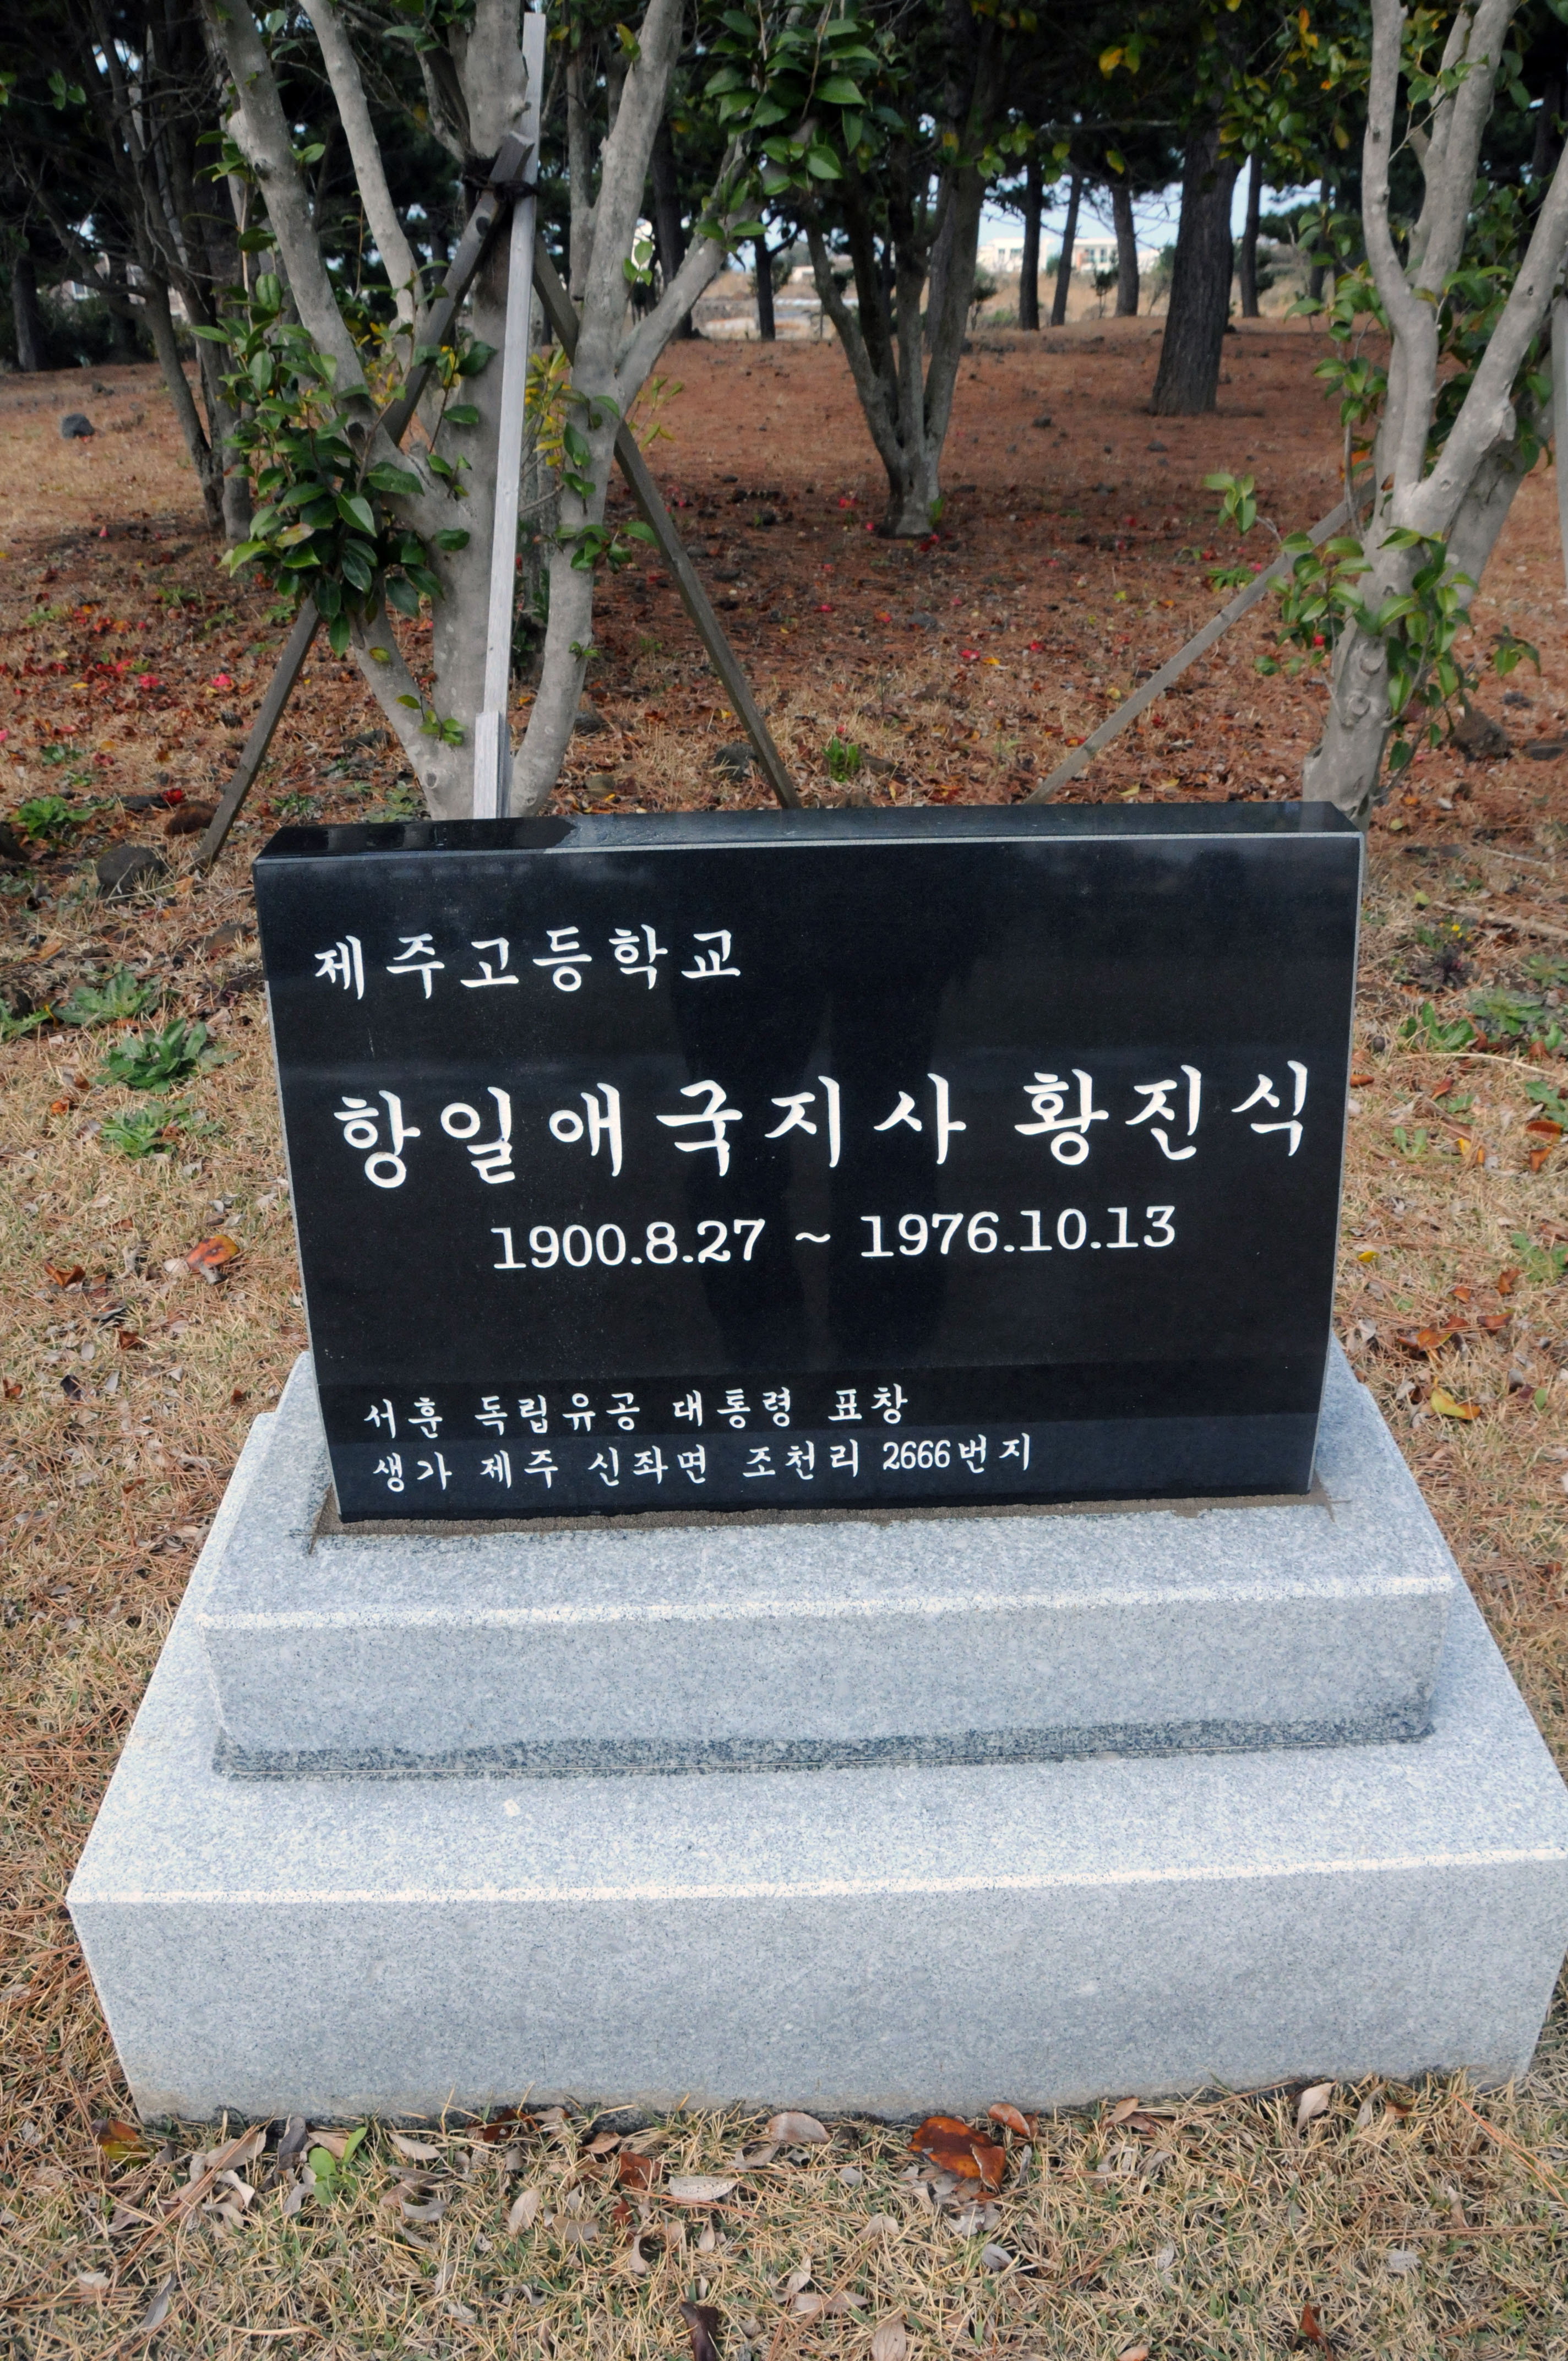 제주고등학교
항일애국지사 황진식
1900.8.27 ~ 1976.10.13
서훈 독립유공 대통령 표창
생가 제주 신좌면 조천리 2666번지